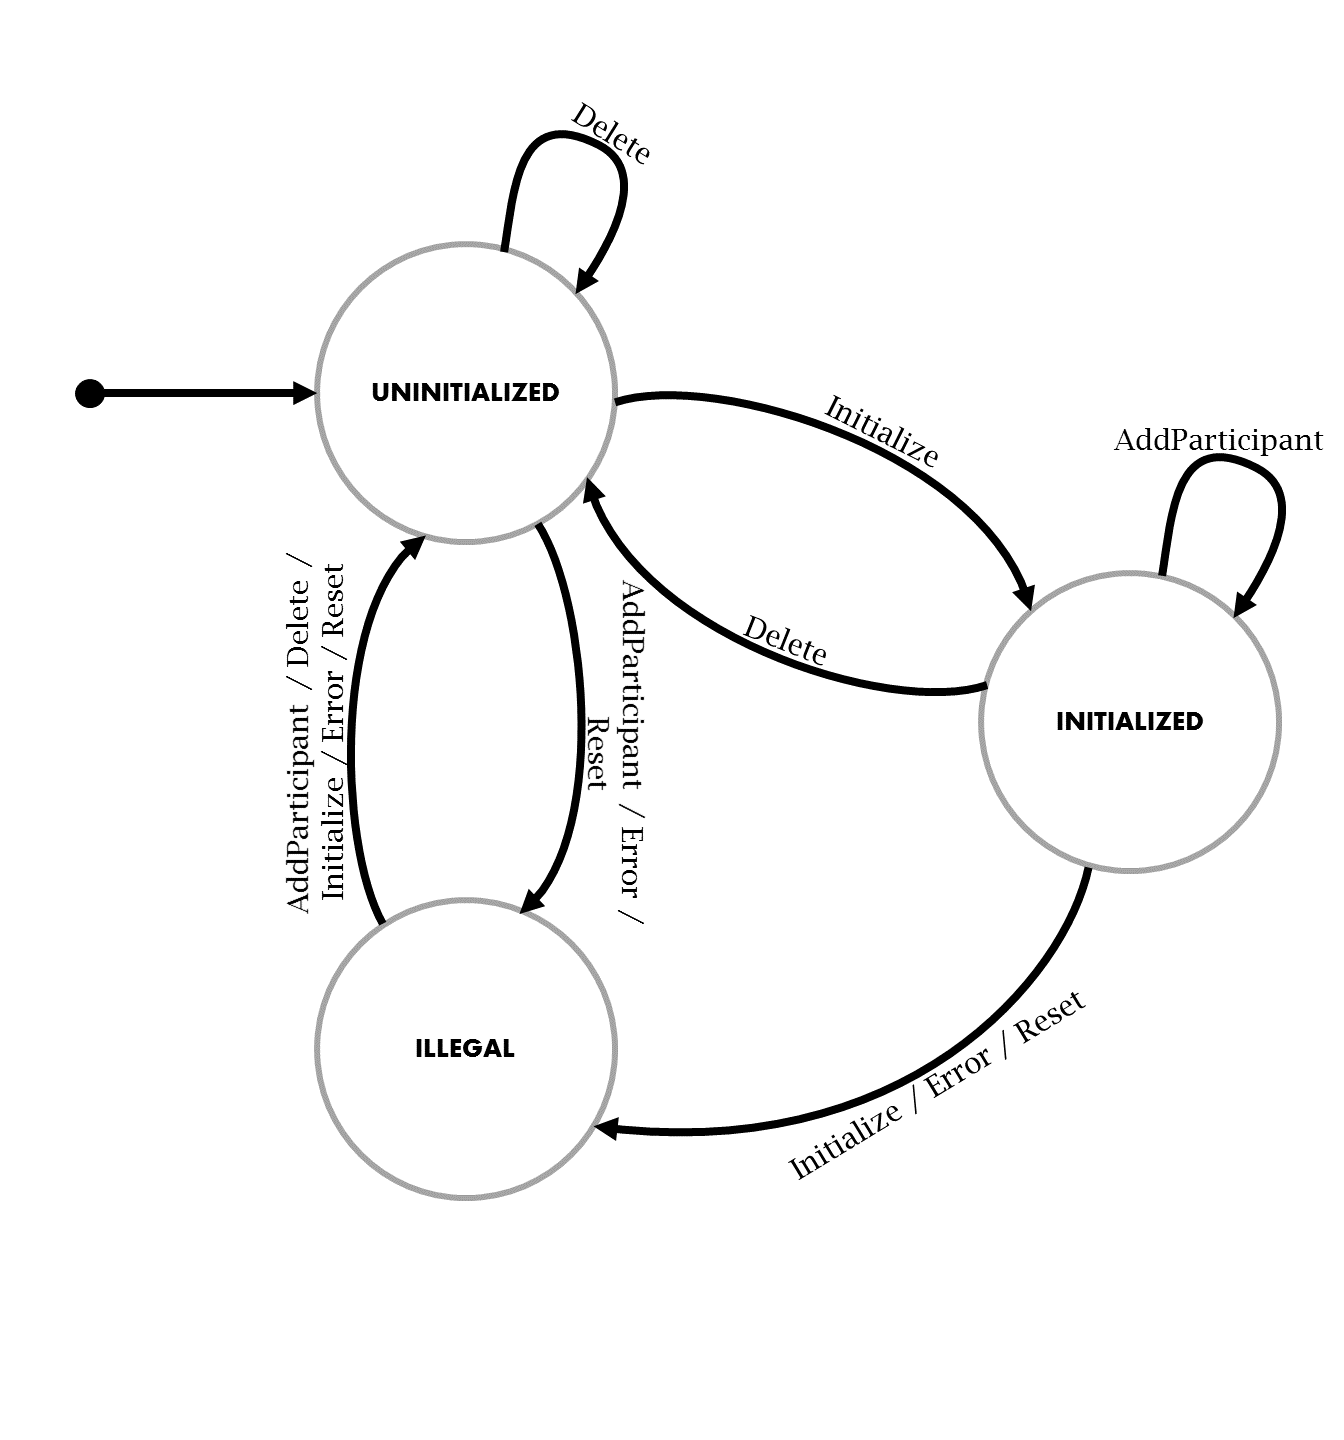 Delete
UNINITIALIZED
Initialize
AddParticipant
AddParticipant / Delete /
Initialize / Error / Reset
AddParticipant / Error /
Reset
Delete
INITIALIZED
ILLEGAL
Initialize / Error / Reset